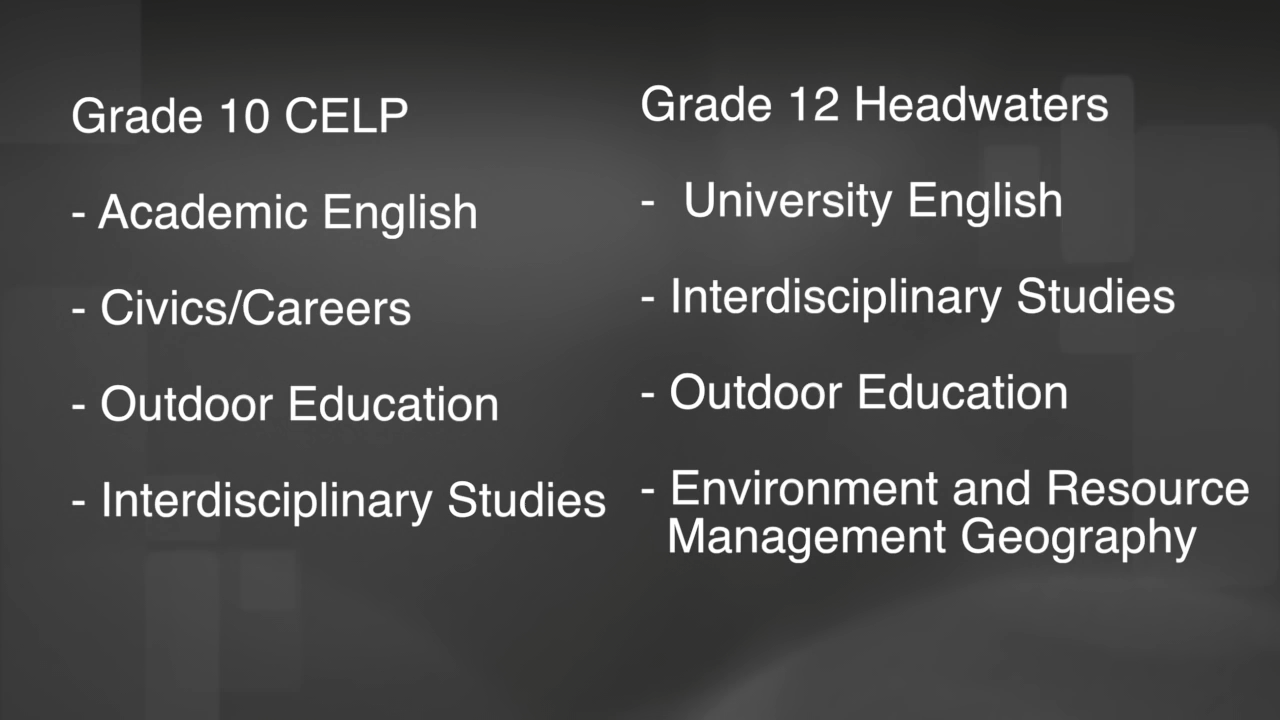 Grade 10 CELP
- Academic English
- Civics/Careers
- Outdoor Education
- Interdisciplinary Studies
Grade 12 Headwaters
- University English
- Interdisciplinary Studies
- Outdoor Education
- Environment and Resource
Management Geography